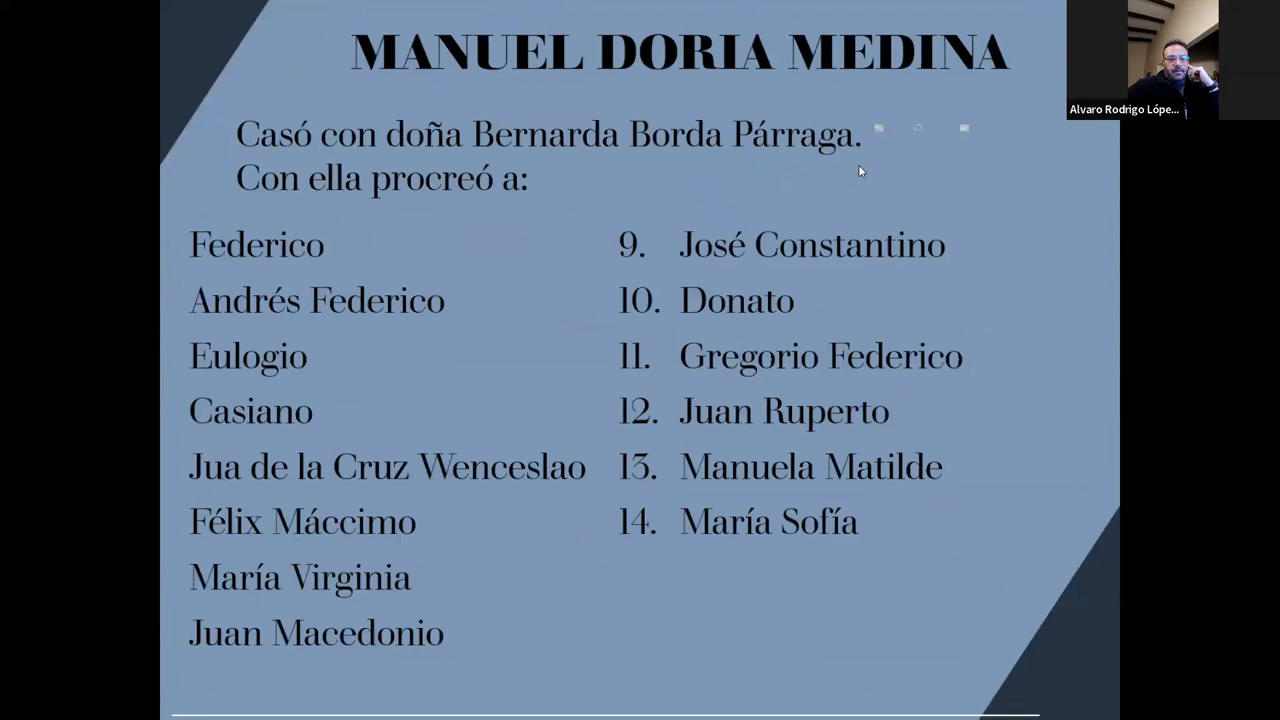 MANUEL DORIA MEDINA
Alvaro Rodrigo Lópe...
Casó con doña Bernarda Borda Párraga.
Con ella procreó a:
Federico
Andrés Federico
Eulogio
Casiano
Jua de la Cruz Wenceslao
Félix Máccimo
María Virginia
Juan Macedonio
9. José Constantino
10. Donato
11. Gregorio Federico
12. Juan Ruperto
13. Manuela Matilde
14. María Sofía